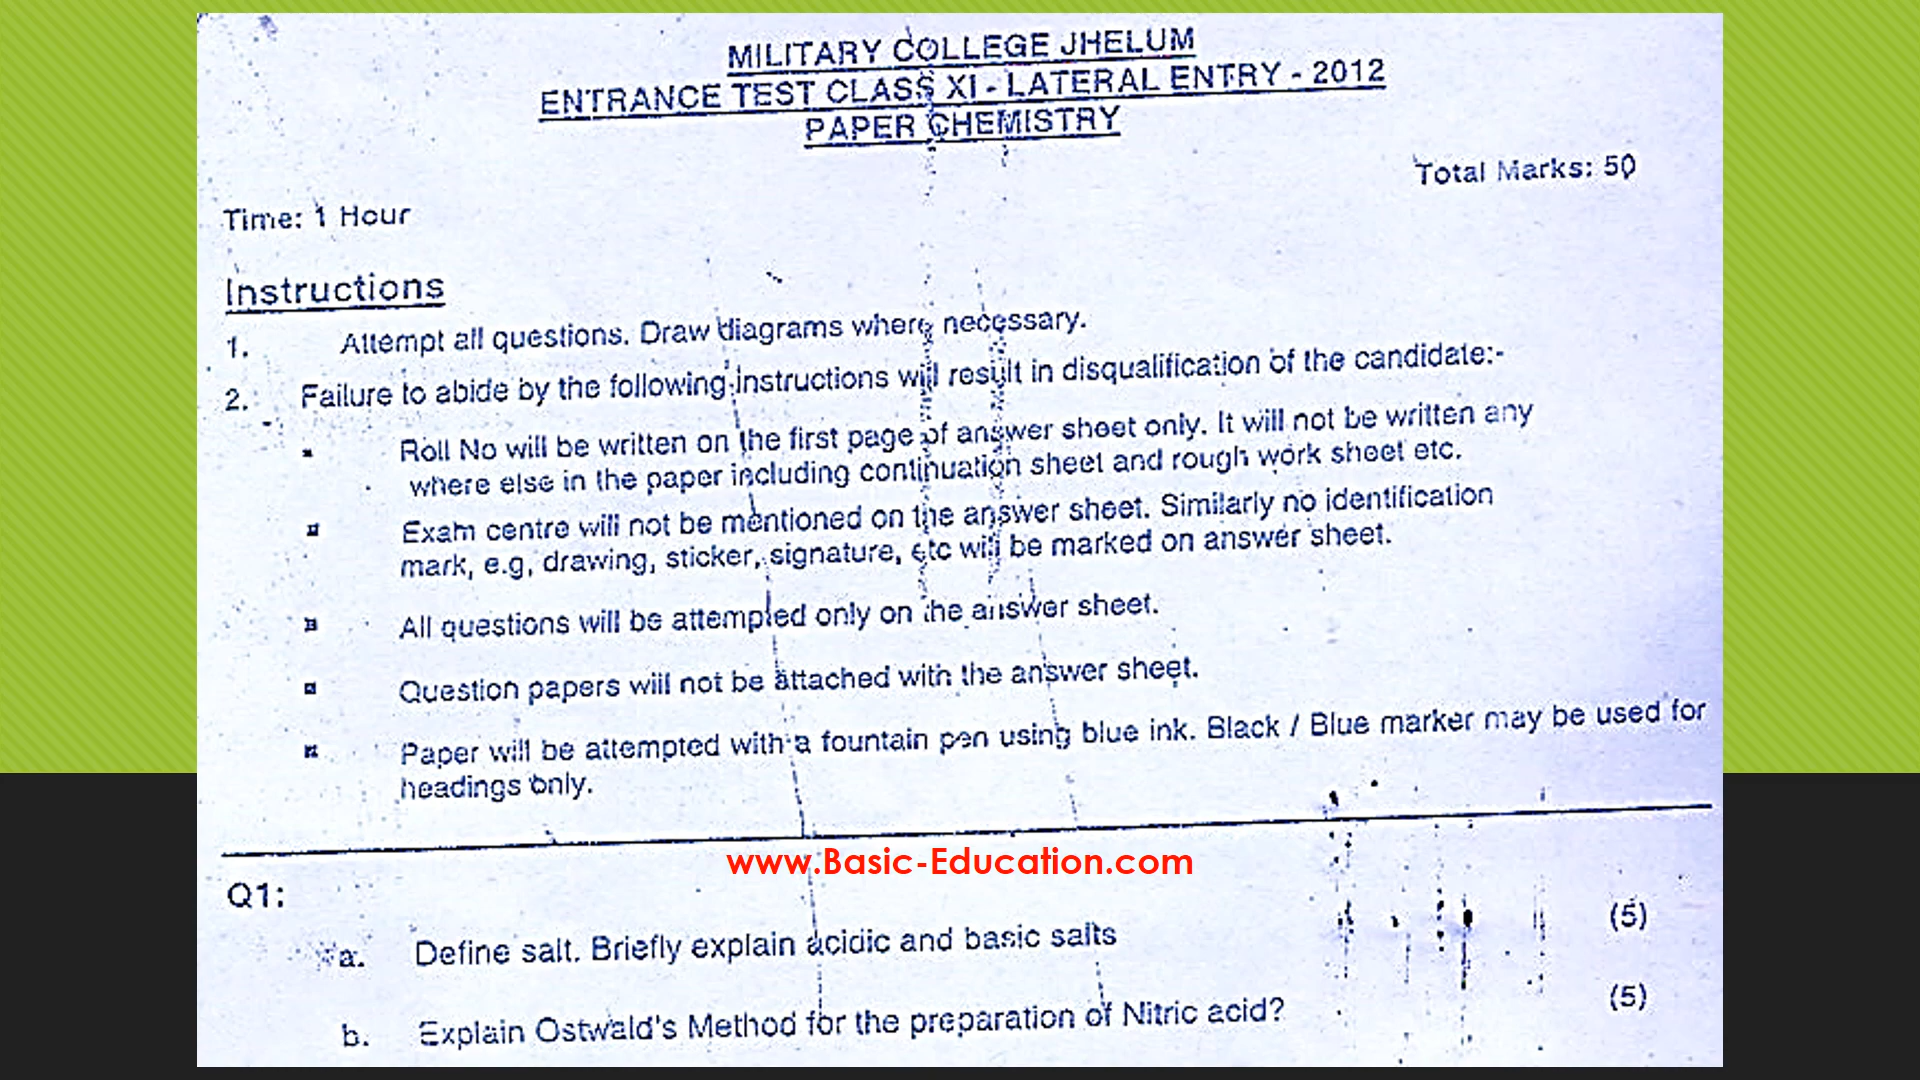 MILITARY COLLEGE JHELUM
ENTRANCE TEST CLASS XI - LATERAL ENTRY - 2012
PAPER CHEMISTRY
Total Marks: 50
Time: 1 Hour
Instructions
1. Attempt all questions. Draw diagrams where necessary.
2. Failure to abide by the following instructions will result in disqualification of the candidate:-
Roll No will be written on the first page of answer sheet only. It will not be written any
where else in the paper including continuation sheet and rough work sheet etc.
Exam centre will not be mentioned on the answer sheet. Similarly no identification
mark, e.g, drawing, sticker, signature, etc will be marked on answer sheet.
All questions will be attempted only on the answer sheet.
Question papers will not be attached with the answer sheet.
Paper will be attempted with a fountain pen using blue ink. Black / Blue marker may be used for
headings only.
www.Basic-Education.com
Q1:
a. Define salt. Briefly explain acidic and basic salts (5)
b. Explain Ostwald's Method for the preparation of Nitric acid? (5)